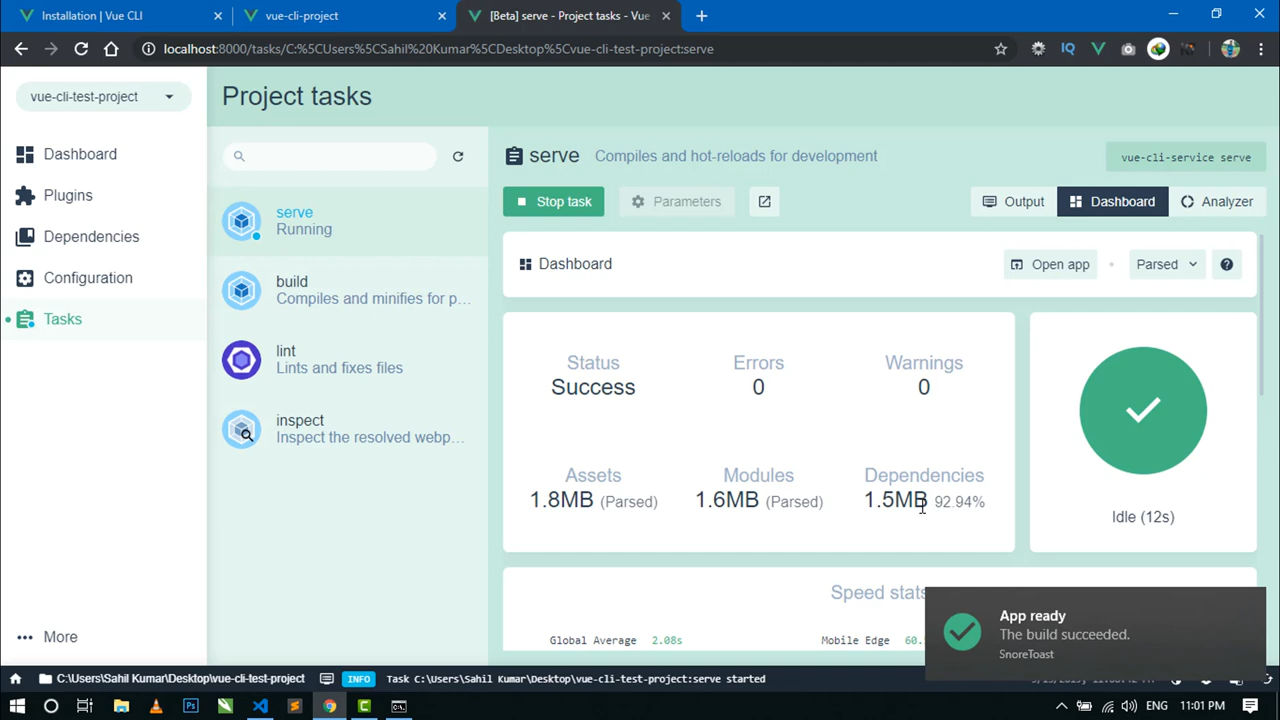 Installation | Vue CLI
vue-cli-project
[Beta] serve - Project tasks - Vue
localhost:8000/tasks/C:%5CUsers%5CSahil%20Kumar%5CDesktop%5Cvue-cli-test-project:serve
IQ
vue-cli-test-project
Project tasks
Dashboard
Plugins
Dependencies
Configuration
Tasks
More
serve
Running
build
Compiles and minifies for p...
lint
Lints and fixes files
inspect
Inspect the resolved webp...
serve Compiles and hot-reloads for development
vue-cli-service serve
Stop task
Parameters
Output
Dashboard
Analyzer
Dashboard
Open app
Parsed
Status
Success
Errors
0
Warnings
0
Assets
1.8MB (Parsed)
Modules
1.6MB (Parsed)
Dependencies
1.5MB 92.94%
Idle (12s)
Speed stats
Global Average 2.08s
Mobile Edge
App ready
The build succeeded.
SnoreToast
C:\Users\Sahil Kumar\Desktop\vue-cli-test-project
INFO
Task C:\Users\Sahil Kumar\Desktop\vue-cli-test-project:serve started
Ps
ENG
11:01 PM